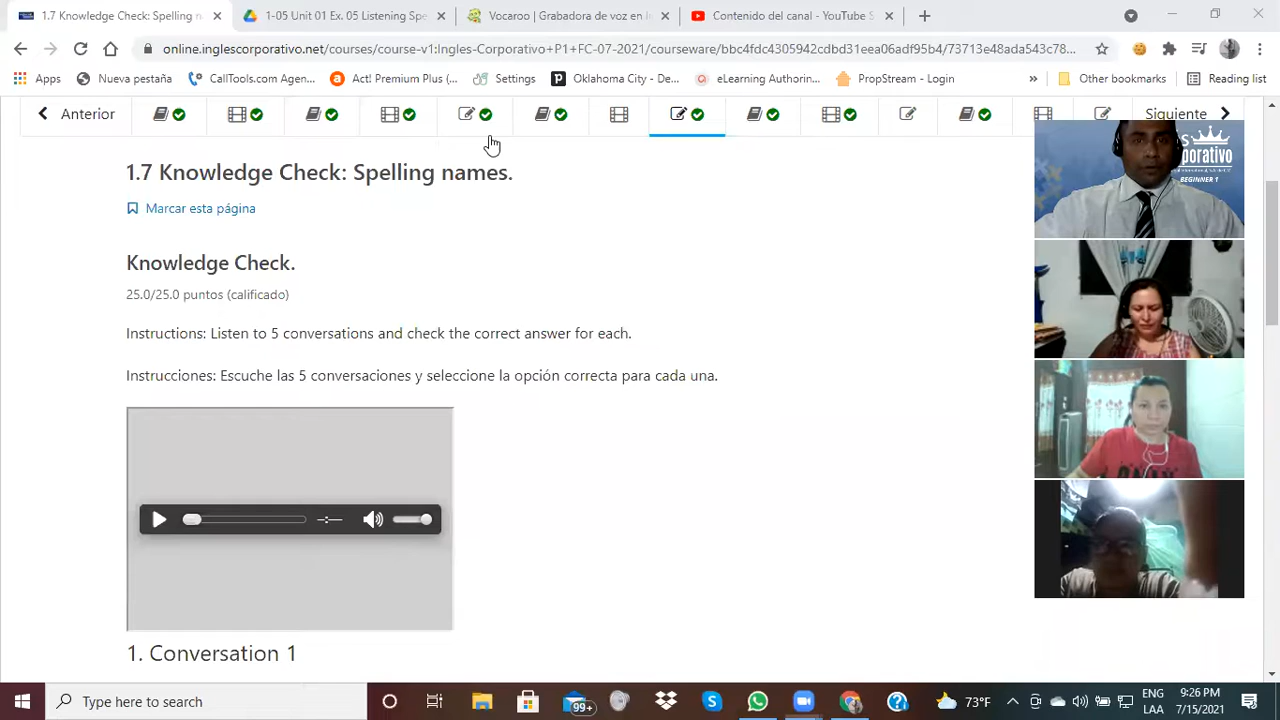 1.7 Knowledge Check: Spelling n
1-05 Unit 01 Ex. 05 Listening Spe
Vocaroo | Grabadora de voz en lí
Contenido del canal - YouTube S
online.inglescorporativo.net/courses/course-v1:Ingles-Corporativo+P1+FC-07-2021/courseware/bbc4fdc4305942cdbd31eea06adf95b4/73713e48ada543c78...
Apps
Nueva pestaña
CallTools.com Agen...
Act! Premium Plus (...
Settings
Oklahoma City - De...
eLearning Authorin...
PropStream - Login
»
Other bookmarks
Reading list
Anterior
Siguiente
1.7 Knowledge Check: Spelling names.
Marcar esta página
Knowledge Check.
25.0/25.0 puntos (calificado)
Instructions: Listen to 5 conversations and check the correct answer for each.
Instrucciones: Escuche las 5 conversaciones y seleccione la opción correcta para cada una.
-:-
1. Conversation 1
s
porativo
BEGINNER 1
Type here to search
99+
73°F
ENG
LAA
9:26 PM
7/15/2021